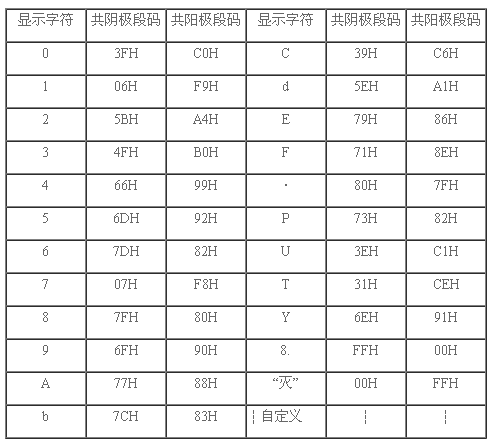 显示字符 共阴极段码 共阳极段码 显示字符 共阴极段码 共阳极段码
0 3FH C0H C 39H C6H
1 06H F9H d 5EH A1H
2 5BH A4H E 79H 86H
3 4FH B0H F 71H 8EH
4 66H 99H · 80H 7FH
5 6DH 92H P 73H 82H
6 7DH 82H U 3EH C1H
7 07H F8H T 31H CEH
8 7FH 80H Y 6EH 91H
9 6FH 90H 8. FFH 00H
A 77H 88H “灭” 00H FFH
b 7CH 83H ┆自定义 ┆ ┆